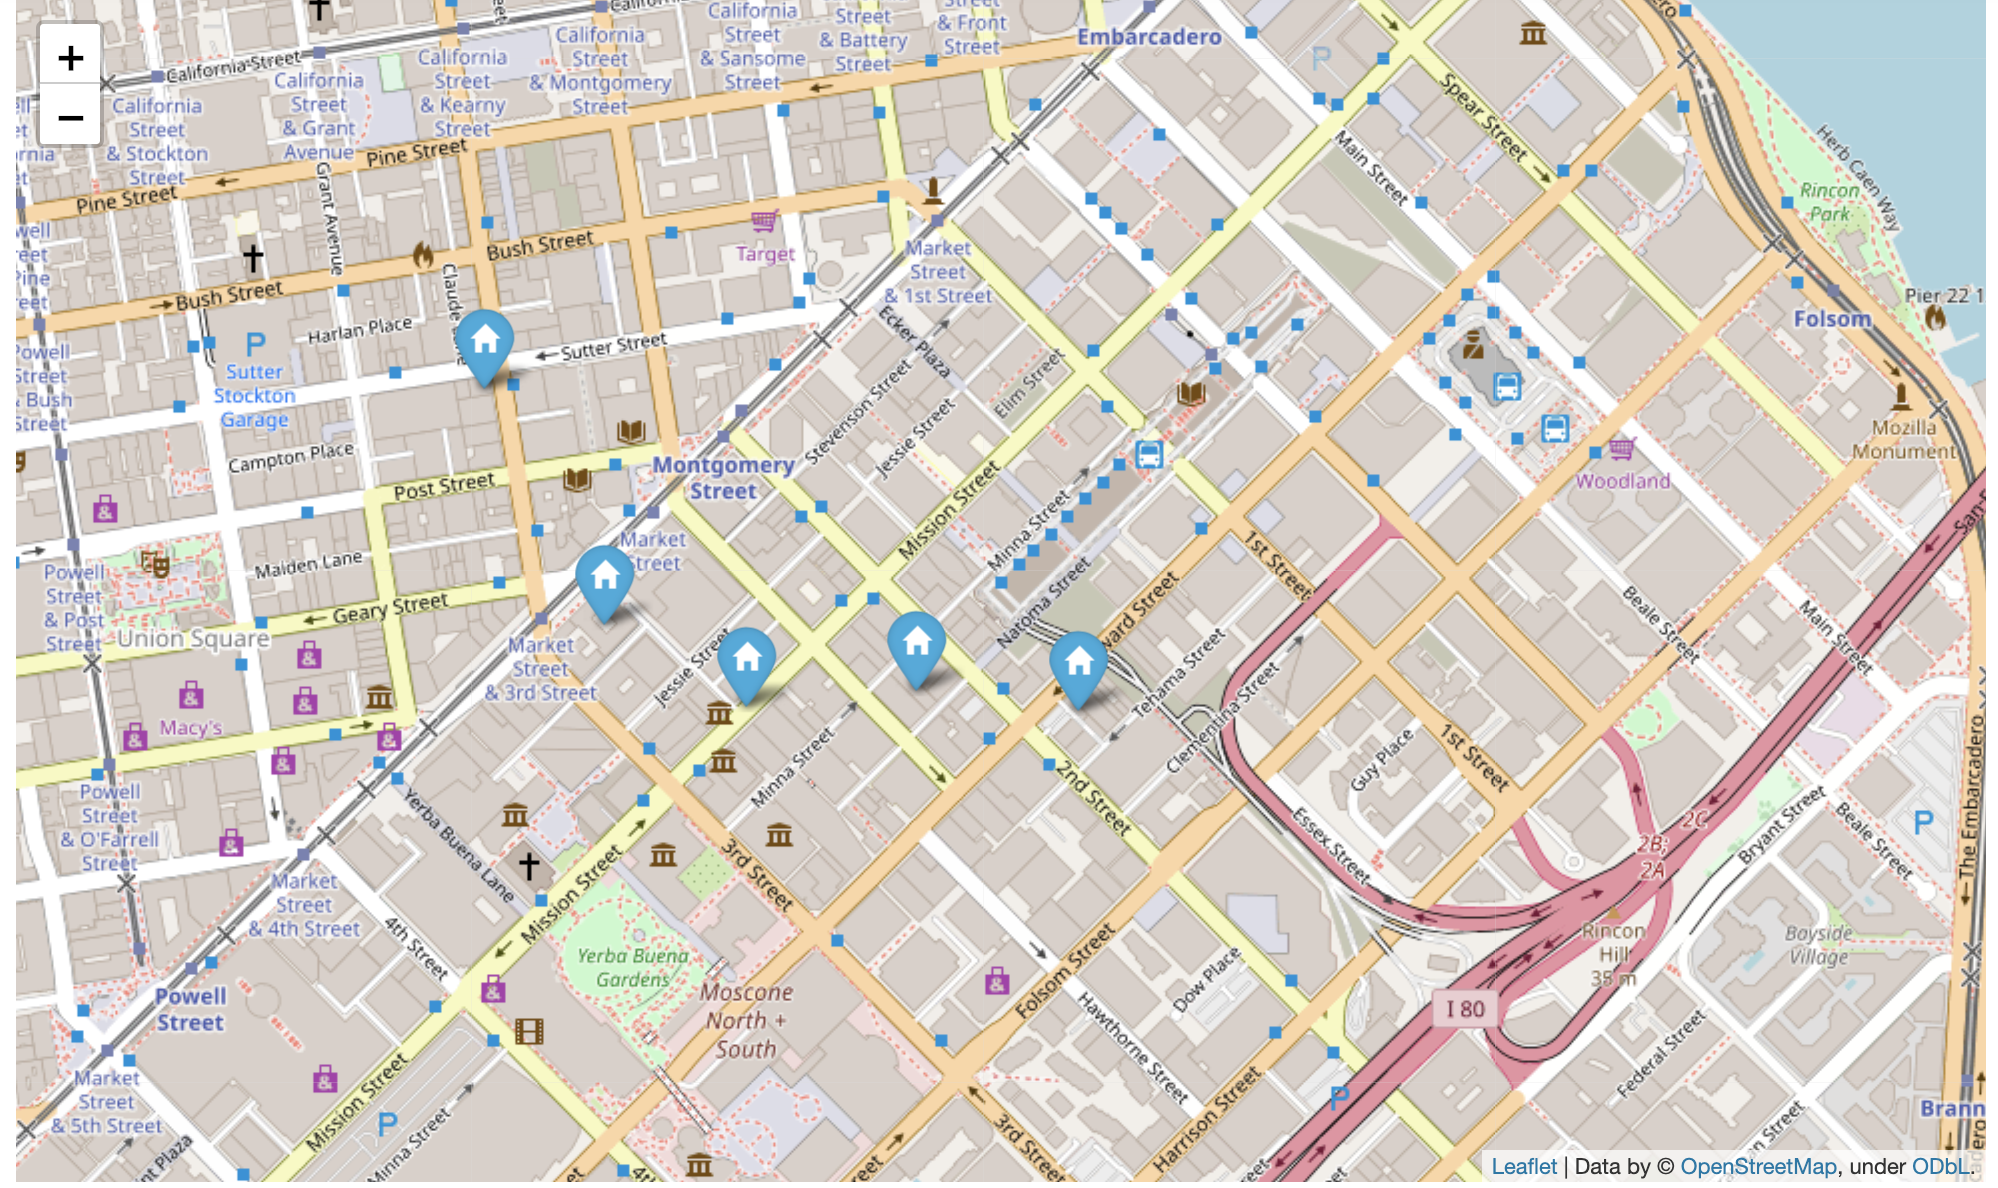 +
−
California Street
California
Street
& Stockton
Street
California
Street
& Grant
Avenue
California
Street
& Kearny
Street
California
Street
& Montgomery
Street
California
Street
& Sansome
Street
Street
& Battery
Street
Street
& Front
Street
Embarcadero
P
Spear Street
Main Street
Herb Caen Way
Rincon
Park
Pier 22 1
Folsom
Pine Street
Pine Street
Grant Avenue
Bush Street
Bush Street
Target
Market
Street
& 1st Street
Harlan Place
Sutter Street
P
Sutter
Stockton
Garage
Powell
Street
& Bush
Street
Campton Place
Post Street
Montgomery
Street
Market
Street
Maiden Lane
Geary Street
Union Square
Powell
Street
& Post
Street
Ecker Plaza
Stevenson Street
Jessie Street
Elim Street
Mission Street
Minna Street
Natoma Street
ward Street
1st Street
Mozilla
Monument
Woodland
Beale Street
Main Street
Market
Street
& 3rd Street
Jessie Street
Macy's
Powell
Street
& O'Farrell
Street
Tehama Street
Clementina Street
Minna Street
Guy Place
1st Street
2nd Street
Essex Street
Yerba Buena Lane
Mission Street
3rd Street
2C
2B;
2A
Bryant Street
Beale Street
P
The Embarcadero
Market
Street
& 4th Street
4th Street
Yerba Buena
Gardens
Moscone
North +
South
Folsom Street
Dow Place
Hawthorne Street
Rincon
Hill
35 m
Bayside
Village
I 80
Powell
Street
Market
Street
& 5th Street
Mission Street
P
Minna Street
3rd Street
Harrison Street
P
Federal Street
Brann
Leaflet | Data by © OpenStreetMap, under ODbL.